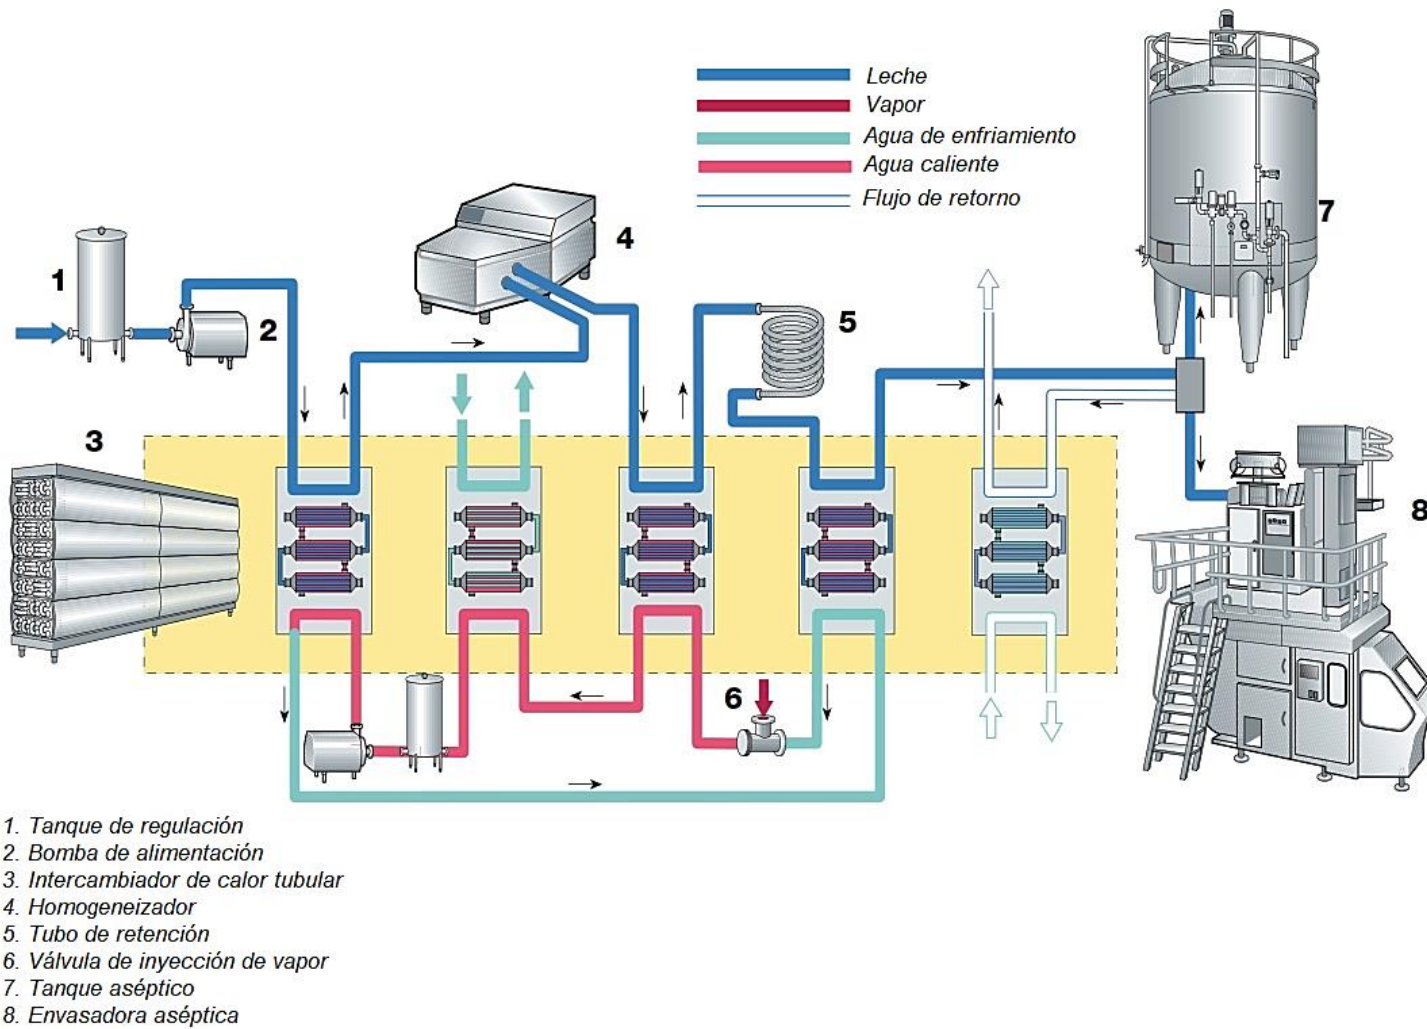 Leche
Vapor
Agua de enfriamiento
Agua caliente
Flujo de retorno
1
2
3
4
5
6
7
8
1. Tanque de regulación
2. Bomba de alimentación
3. Intercambiador de calor tubular
4. Homogeneizador
5. Tubo de retención
6. Válvula de inyección de vapor
7. Tanque aséptico
8. Envasadora aséptica